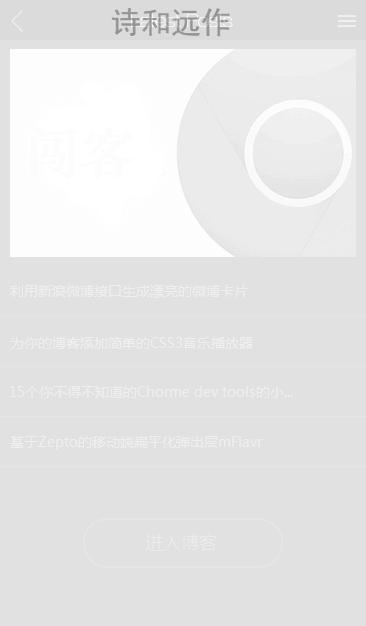 诗和远作
闯客
利用新浪微博接口生成漂亮的微博卡片
为你的博客添加简单的CSS3音乐播放器
15个你不得不知道的Chorme dev tools的小...
基于Zepto的移动端扁平化弹出层mFlavr
进入博客